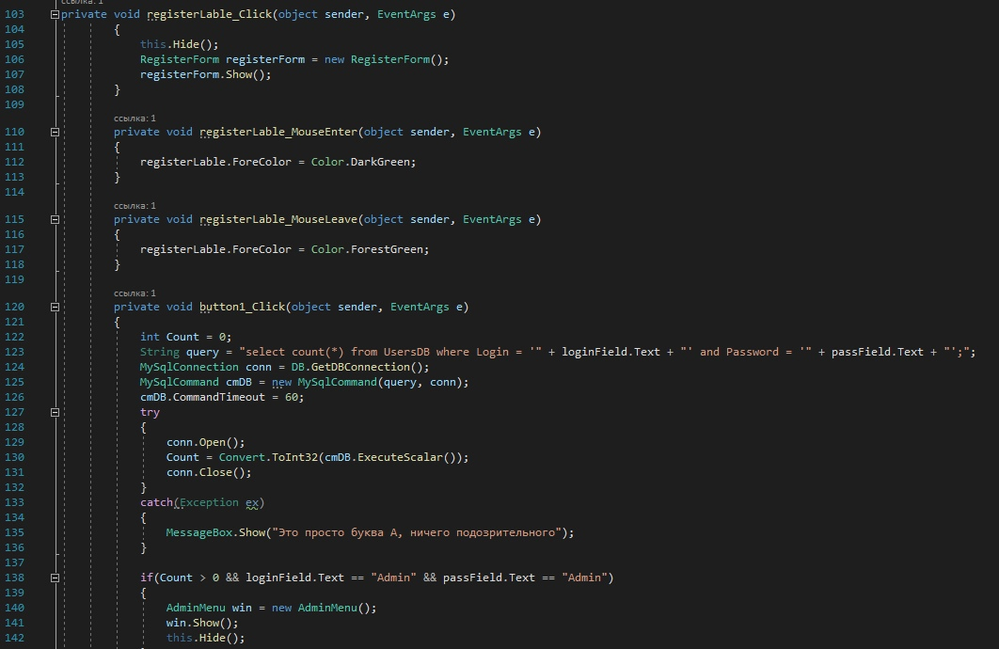 ссылка: 1
103 private void registerLable_Click(object sender, EventArgs e)
104 {
105 this.Hide();
106 RegisterForm registerForm = new RegisterForm();
107 registerForm.Show();
108 }
109
ссылка: 1
110 private void registerLable_MouseEnter(object sender, EventArgs e)
111 {
112 registerLable.ForeColor = Color.DarkGreen;
113 }
114
ссылка: 1
115 private void registerLable_MouseLeave(object sender, EventArgs e)
116 {
117 registerLable.ForeColor = Color.ForestGreen;
118 }
119
ссылка: 1
120 private void button1_Click(object sender, EventArgs e)
121 {
122 int Count = 0;
123 String query = "select count(*) from UsersDB where Login = '" + loginField.Text + "' and Password = '" + passField.Text + "';";
124 MySqlConnection conn = DB.GetDBConnection();
125 MySqlCommand cmDB = new MySqlCommand(query, conn);
126 cmDB.CommandTimeout = 60;
127 try
128 {
129 conn.Open();
130 Count = Convert.ToInt32(cmDB.ExecuteScalar());
131 conn.Close();
132 }
133 catch(Exception ex)
134 {
135 MessageBox.Show("Это просто буква А, ничего подозрительного");
136 }
137
138 if(Count > 0 && loginField.Text == "Admin" && passField.Text == "Admin")
139 {
140 AdminMenu win = new AdminMenu();
141 win.Show();
142 this.Hide();